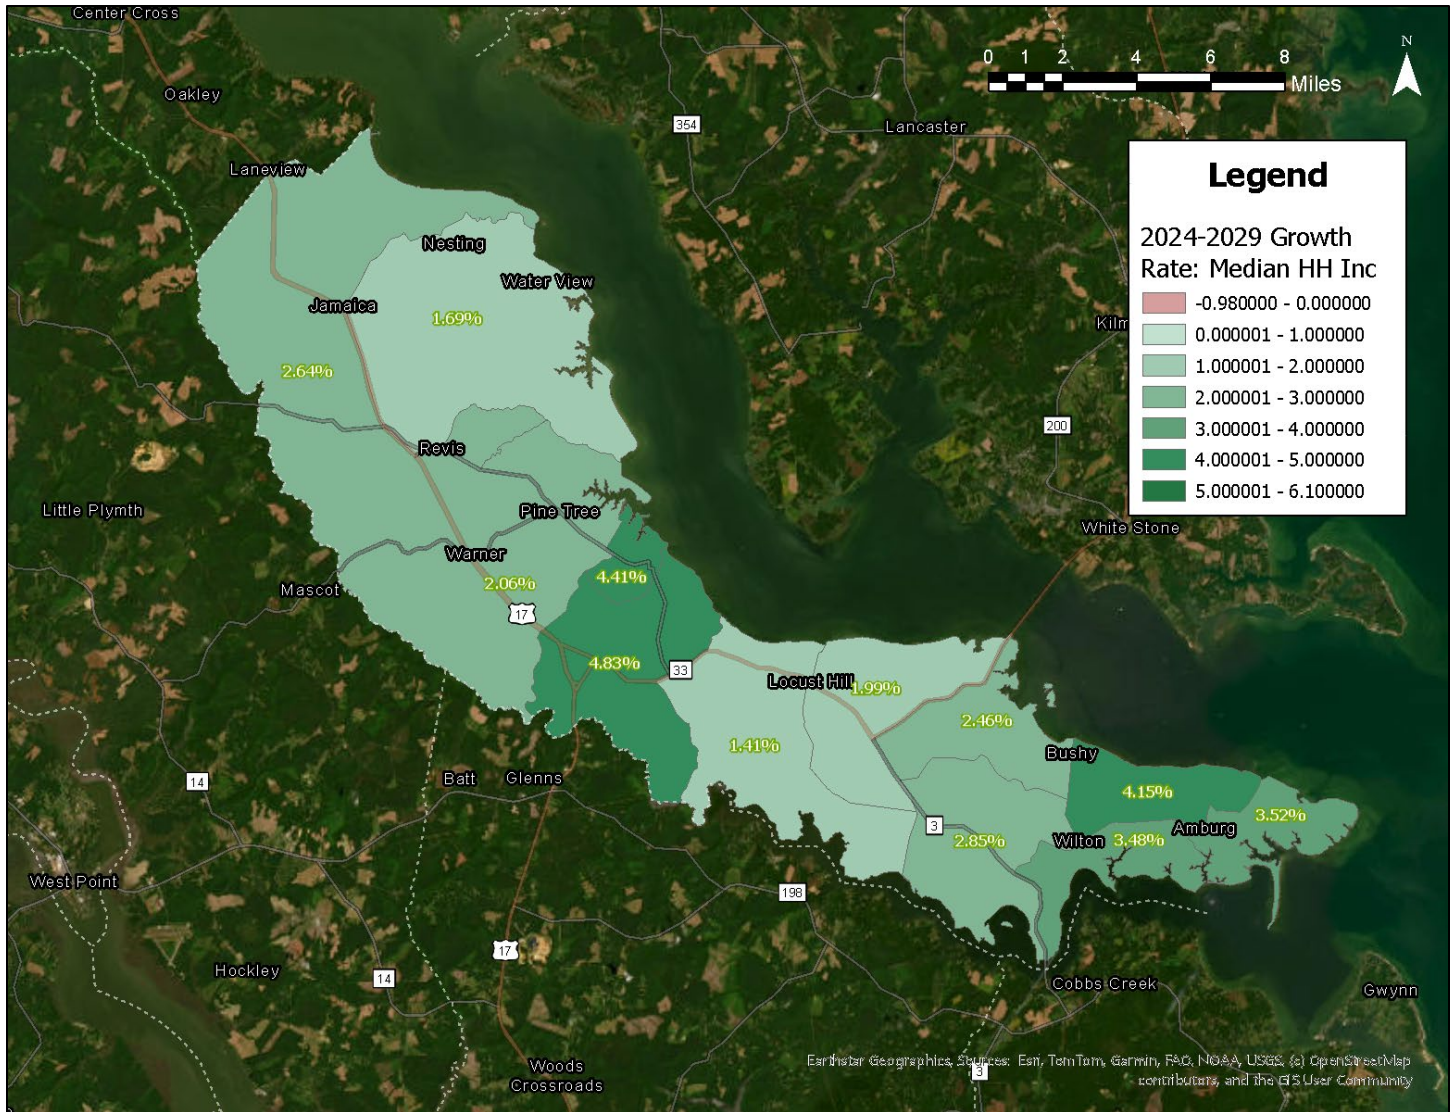 Center Cross
Oakley
0 1 2 4 6 8
Miles
N
354
Lancaster
Laneview
Legend
2024-2029 Growth
Rate: Median HH Inc
-0.980000 - 0.000000
0.000001 - 1.000000
1.000001 - 2.000000
2.000001 - 3.000000
3.000001 - 4.000000
4.000001 - 5.000000
5.000001 - 6.100000
Nesting
Water View
Jamaica
1.69%
Kilm
2.64%
200
Revis
Little Plymth
Pine Tree
White Stone
Warner
Mascot
2.06%
4.41%
17
4.83%
33
Locust Hill
1.99%
2.46%
1.41%
Bushy
14
Batt
Glenns
4.15%
3.52%
3
2.85%
Wilton
3.48%
Amburg
West Point
198
17
Hockley
14
Cobbs Creek
Gwynn
Woods
Crossroads
3
Earthstar Geographics, Sources: Esri, TomTom, Garmin, FAO, NOAA, USGS, (c) OpenStreetMap
contributors, and the GIS User Community